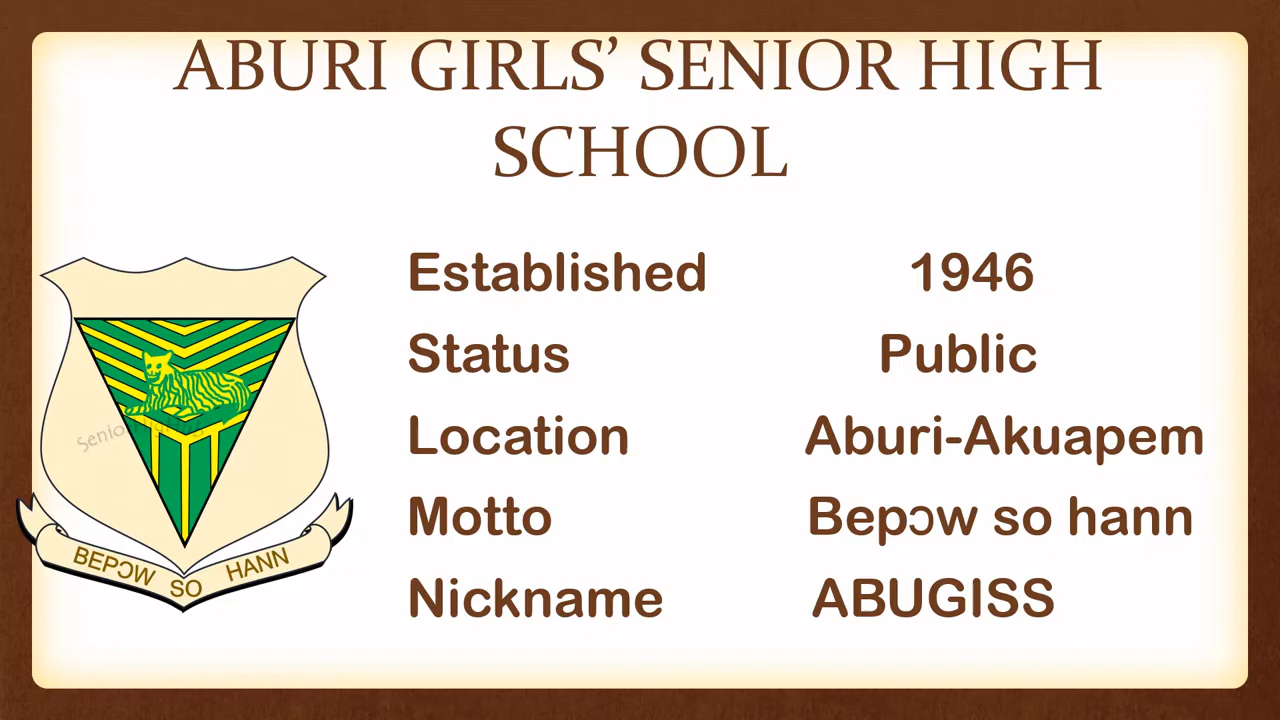 ABURI GIRLS’ SENIOR HIGH
SCHOOL
Established 1946
Status Public
Location Aburi-Akuapem
Motto Bepɔw so hann
Nickname ABUGISS
BEPƆW SO HANN
Senior